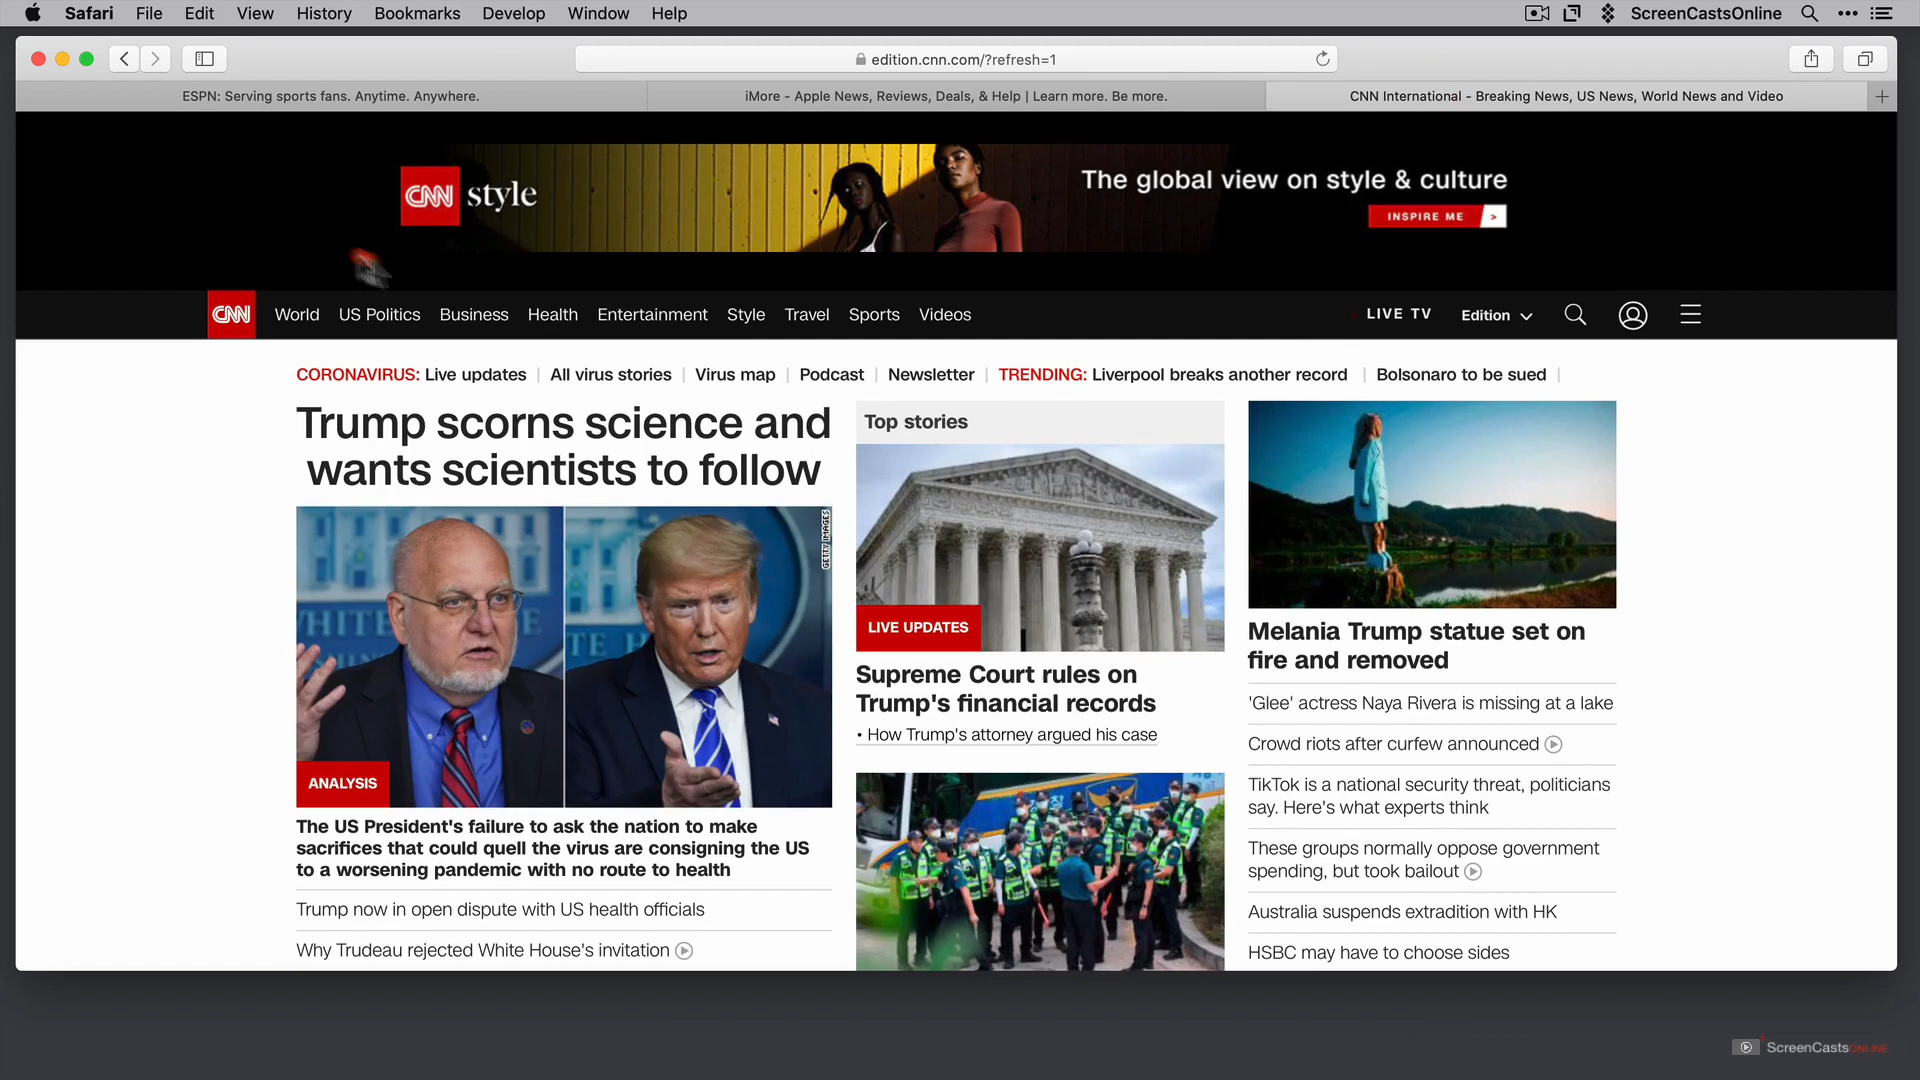 Safari File Edit View History Bookmarks Develop Window Help ScreenCastsOnline
edition.cnn.com/?refresh=1
ESPN: Serving sports fans. Anytime. Anywhere.
iMore - Apple News, Reviews, Deals, & Help | Learn more. Be more.
CNN International - Breaking News, US News, World News and Video
CNN style
The global view on style & culture
INSPIRE ME >
CNN World US Politics Business Health Entertainment Style Travel Sports Videos LIVE TV Edition
CORONAVIRUS: Live updates | All virus stories | Virus map | Podcast | Newsletter | TRENDING: Liverpool breaks another record | Bolsonaro to be sued |
Trump scorns science and
wants scientists to follow
GETTY IMAGES
ANALYSIS
The US President's failure to ask the nation to make
sacrifices that could quell the virus are consigning the US
to a worsening pandemic with no route to health
Trump now in open dispute with US health officials
Why Trudeau rejected White House's invitation
Top stories
LIVE UPDATES
Supreme Court rules on
Trump's financial records
• How Trump's attorney argued his case
Melania Trump statue set on
fire and removed
'Glee' actress Naya Rivera is missing at a lake
Crowd riots after curfew announced
TikTok is a national security threat, politicians
say. Here's what experts think
These groups normally oppose government
spending, but took bailout
Australia suspends extradition with HK
HSBC may have to choose sides
ScreenCastsONLINE